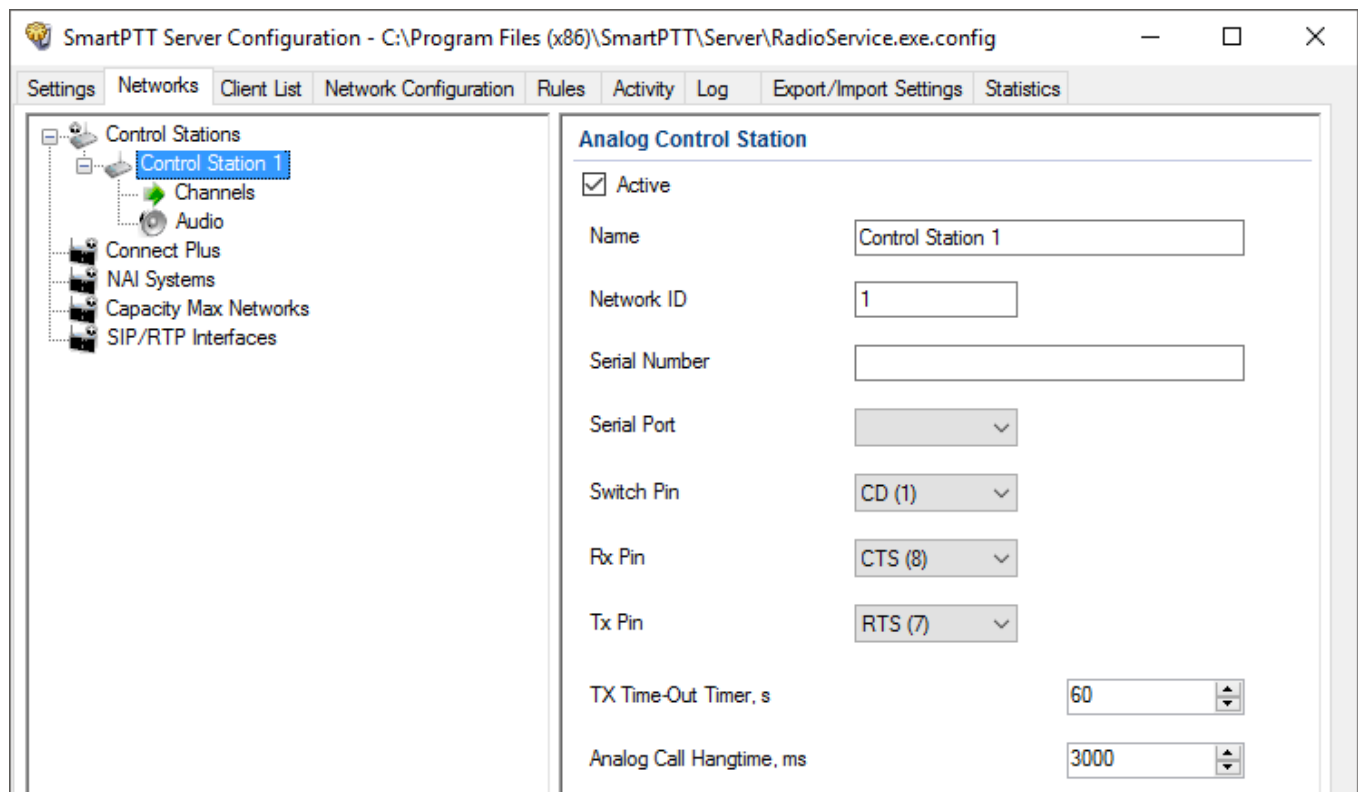 SmartPTT Server Configuration - C:\Program Files (x86)\SmartPTT\Server\RadioService.exe.config
Settings Networks Client List Network Configuration Rules Activity Log Export/Import Settings Statistics
Control Stations
Control Station 1
Channels
Audio
Connect Plus
NAI Systems
Capacity Max Networks
SIP/RTP Interfaces
Analog Control Station
Active
Name Control Station 1
Network ID 1
Serial Number
Serial Port
Switch Pin CD (1)
Rx Pin CTS (8)
Tx Pin RTS (7)
TX Time-Out Timer, s 60
Analog Call Hangtime, ms 3000